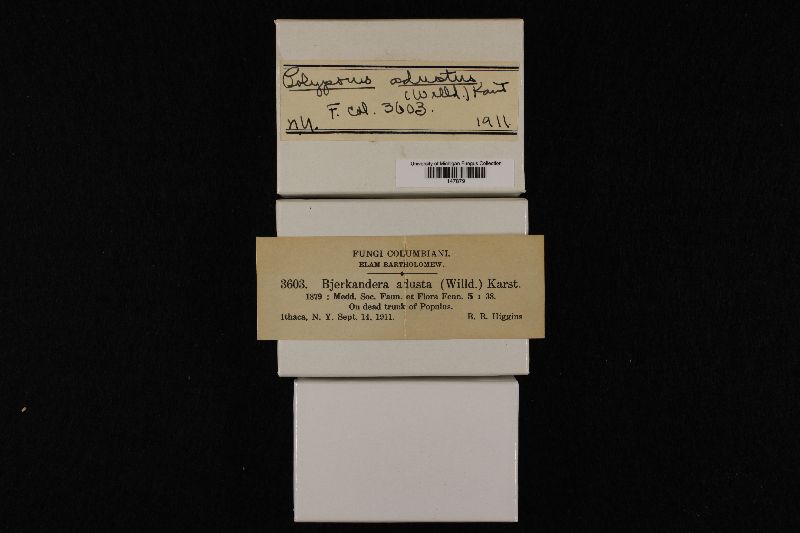 Polyporus adustus
(Willd.) Karst
F. Col. 3603.
N.Y. 1911
University of Michigan Fungus Collection
147879
FUNGI COLUMBIANI.
ELAM BARTHOLOMEW.
3603. Bjerkandera adusta (Willd.) Karst.
1879 : Medd. Soc. Faun. et Flora Fenn. 5 : 38.
On dead trunk of Populus.
Ithaca, N. Y. Sept. 14, 1911. B. B. Higgins